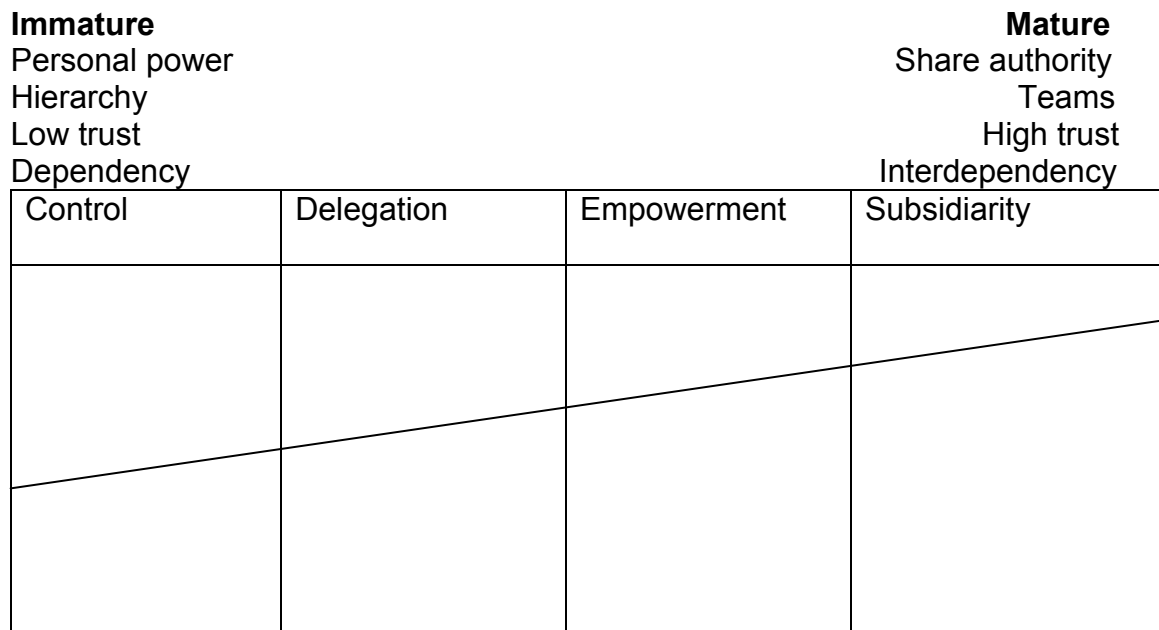 Immature Mature
Personal power Share authority
Hierarchy Teams
Low trust High trust
Dependency Interdependency
Control Delegation Empowerment Subsidiarity